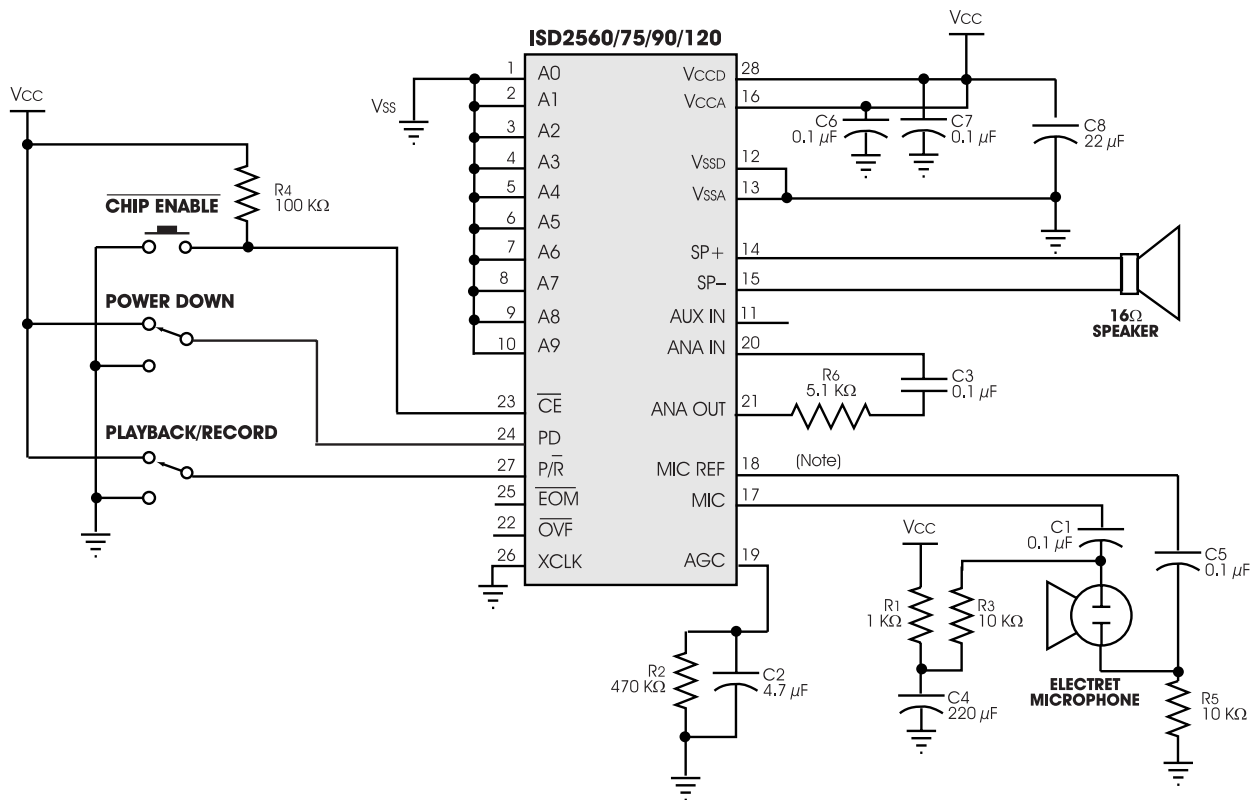 ISD2560/75/90/120
VCC
VSS
VCC
R4
100 KΩ
CHIP ENABLE
POWER DOWN
PLAYBACK/RECORD
1 A0
2 A1
3 A2
4 A3
5 A4
6 A5
7 A6
8 A7
9 A8
10 A9
23 CE
24 PD
27 P/R
25 EOM
22 OVF
26 XCLK
VCCD 28
VCCA 16
VSSD 12
VSSA 13
SP+ 14
SP– 15
AUX IN 11
ANA IN 20
ANA OUT 21
MIC REF 18 (Note)
MIC 17
AGC 19
C6
0.1 µF
C7
0.1 µF
C8
22 µF
16Ω
SPEAKER
R6
5.1 KΩ
C3
0.1 µF
VCC
C1
0.1 µF
C5
0.1 µF
R1
1 KΩ
R3
10 KΩ
R2
470 KΩ
C2
4.7 µF
C4
220 µF
ELECTRET
MICROPHONE
R5
10 KΩ